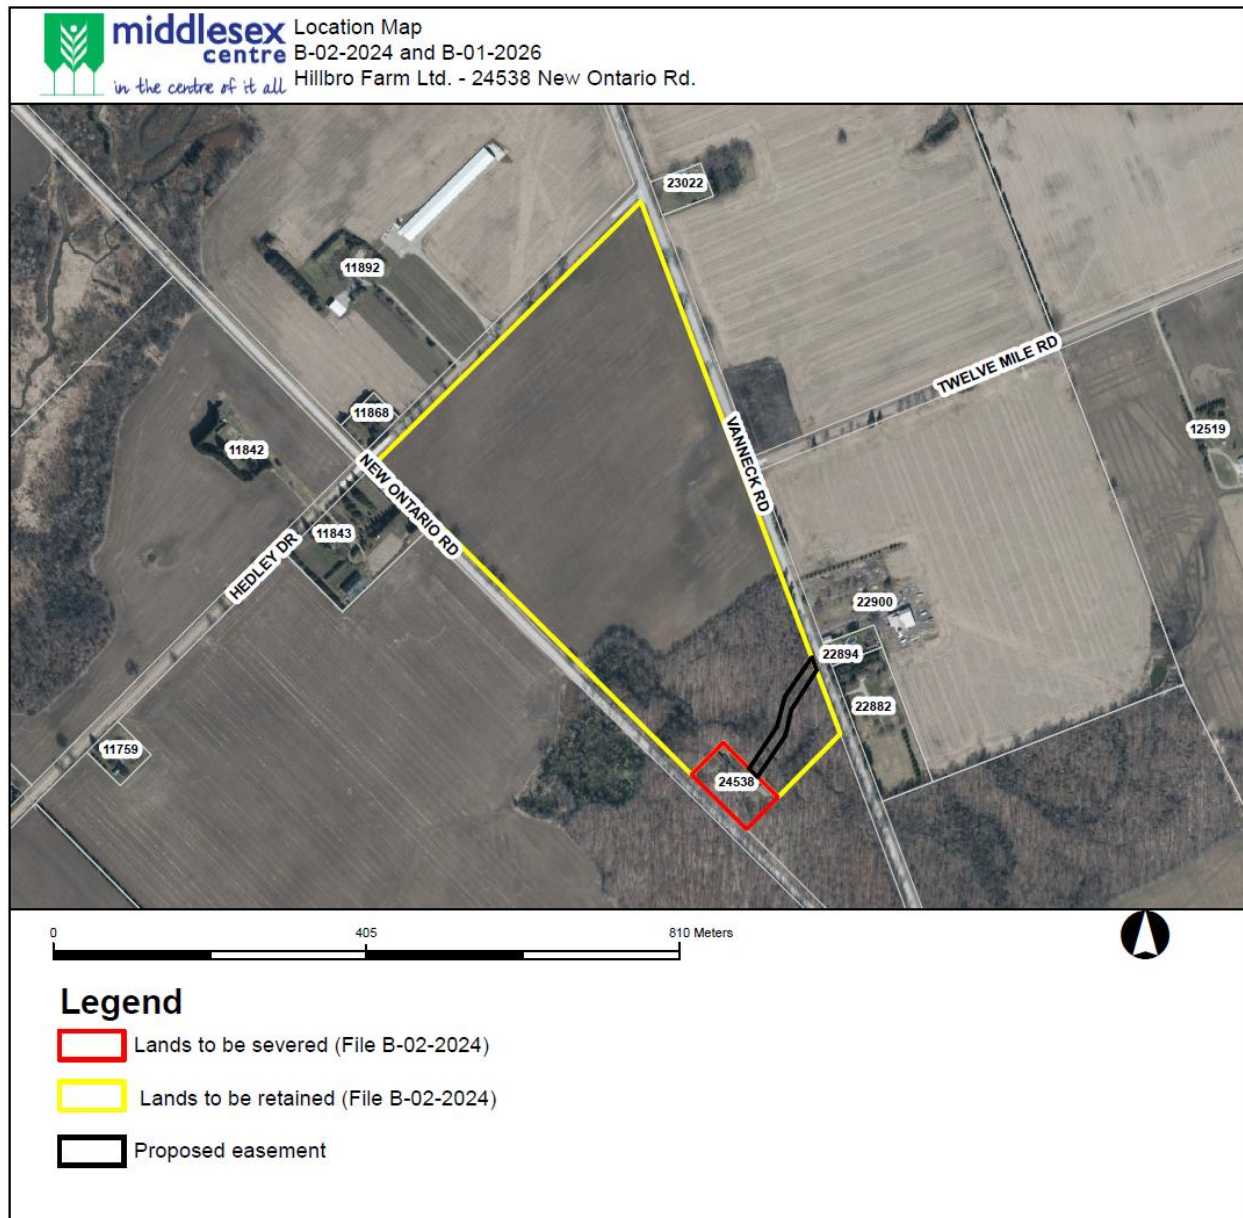 middlesex
centre
in the centre of it all
Location Map
B-02-2024 and B-01-2026
Hillbro Farm Ltd. - 24538 New Ontario Rd.
23022
11892
TWELVE MILE RD
11868
12519
11842
VANNECK RD
NEW ONTARIO RD
11843
HEDLEY DR
22900
22894
22882
11759
24538
0 405 810 Meters
Legend
Lands to be severed (File B-02-2024)
Lands to be retained (File B-02-2024)
Proposed easement